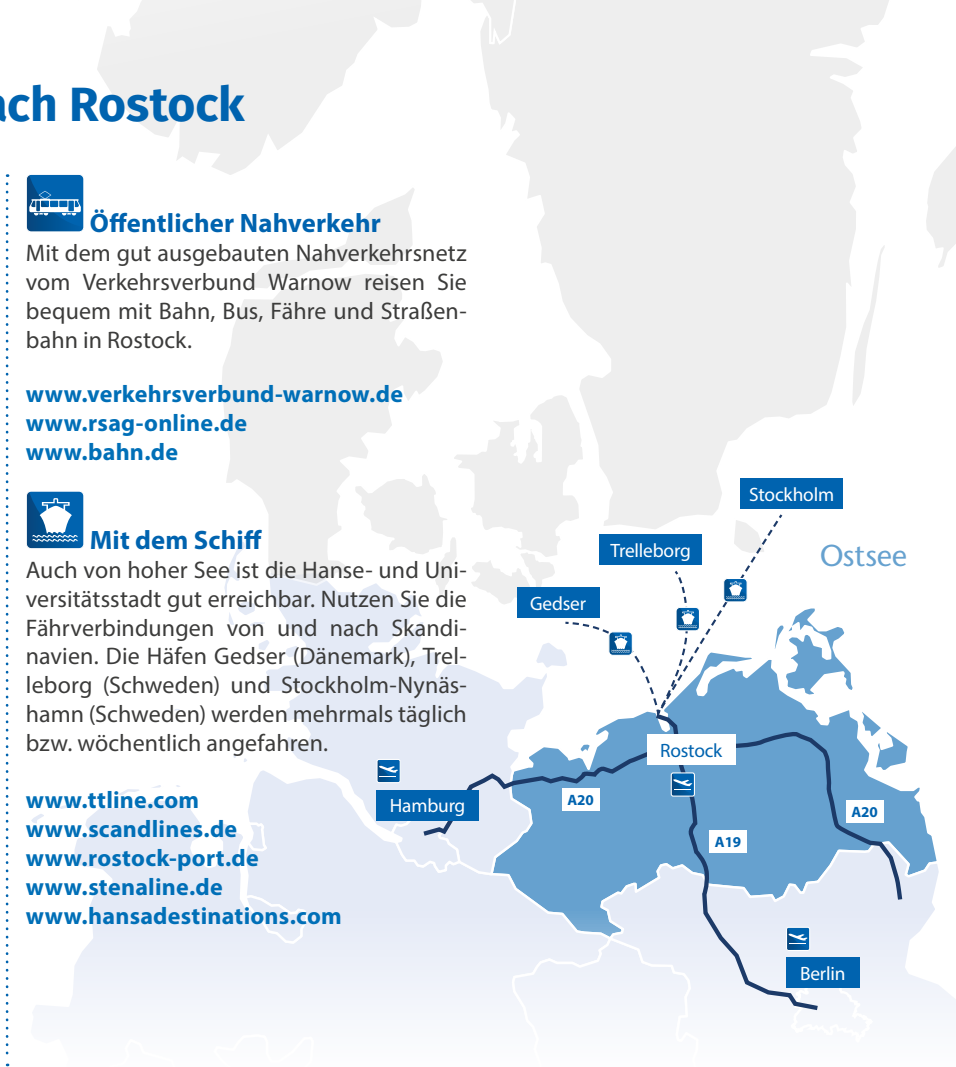 ach Rostock
Öffentlicher Nahverkehr
Mit dem gut ausgebauten Nahverkehrsnetz
vom Verkehrsverbund Warnow reisen Sie
bequem mit Bahn, Bus, Fähre und Straßen-
bahn in Rostock.
www.verkehrsverbund-warnow.de
www.rsag-online.de
www.bahn.de
Mit dem Schiff
Auch von hoher See ist die Hanse- und Uni-
versitätsstadt gut erreichbar. Nutzen Sie die
Fährverbindungen von und nach Skandi-
navien. Die Häfen Gedser (Dänemark), Trel-
leborg (Schweden) und Stockholm-Nynäs-
hamn (Schweden) werden mehrmals täglich
bzw. wöchentlich angefahren.
www.ttline.com
www.scandlines.de
www.rostock-port.de
www.stenaline.de
www.hansadestinations.com
Stockholm
Trelleborg
Ostsee
Gedser
Rostock
Hamburg
A20
A20
A19
Berlin